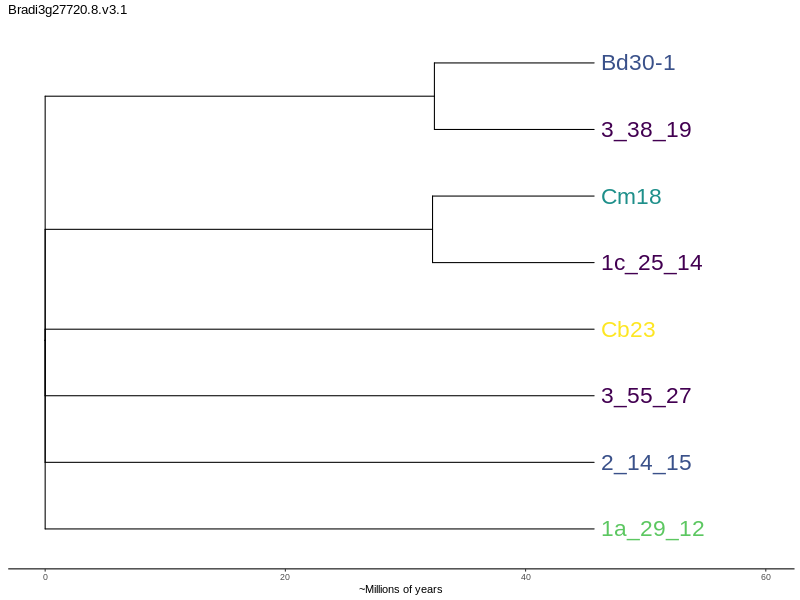 Bradi3g27720.8.v3.1
Bd30-1
3_38_19
Cm18
1c_25_14
Cb23
3_55_27
2_14_15
1a_29_12
0 20 40 60
~Millions of years